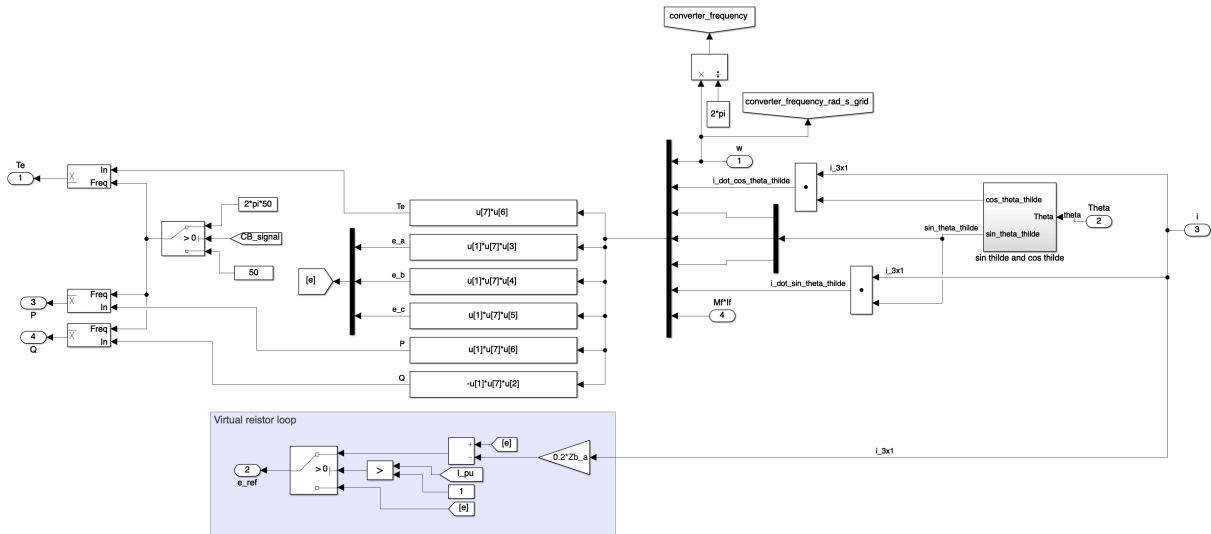 converter_frequency
×
÷
2*pi
converter_frequency_rad_s_grid
w
1
i_3x1
i_dot_cos_theta_thilde
cos_theta_thilde
Theta
theta
Theta
2
i
3
sin_theta_thilde
sin_theta_thilde
sin thilde and cos thilde
i_3x1
i_dot_sin_theta_thilde
Mf*If
4
Te
1
In
Freq
X
2*pi*50
> 0
CB_signal
50
Te
u[7]*u[6]
e_a
u[1]*u[7]*u[3]
[e]
e_b
u[1]*u[7]*u[4]
e_c
u[1]*u[7]*u[5]
3
P
X
Freq
In
P
u[1]*u[7]*u[6]
4
Q
X
Freq
In
Q
-u[1]*u[7]*u[2]
Virtual reistor loop
+
−
[e]
0.2*Zb_a
i_3x1
2
e_ref
> 0
>
I_pu
1
[e]